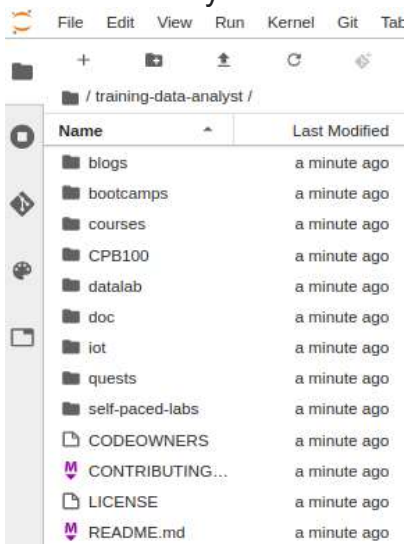 File Edit View Run Kernel Git Tab
/ training-data-analyst /
Name Last Modified
blogs a minute ago
bootcamps a minute ago
courses a minute ago
CPB100 a minute ago
datalab a minute ago
doc a minute ago
iot a minute ago
quests a minute ago
self-paced-labs a minute ago
CODEOWNERS a minute ago
CONTRIBUTING... a minute ago
LICENSE a minute ago
README.md a minute ago